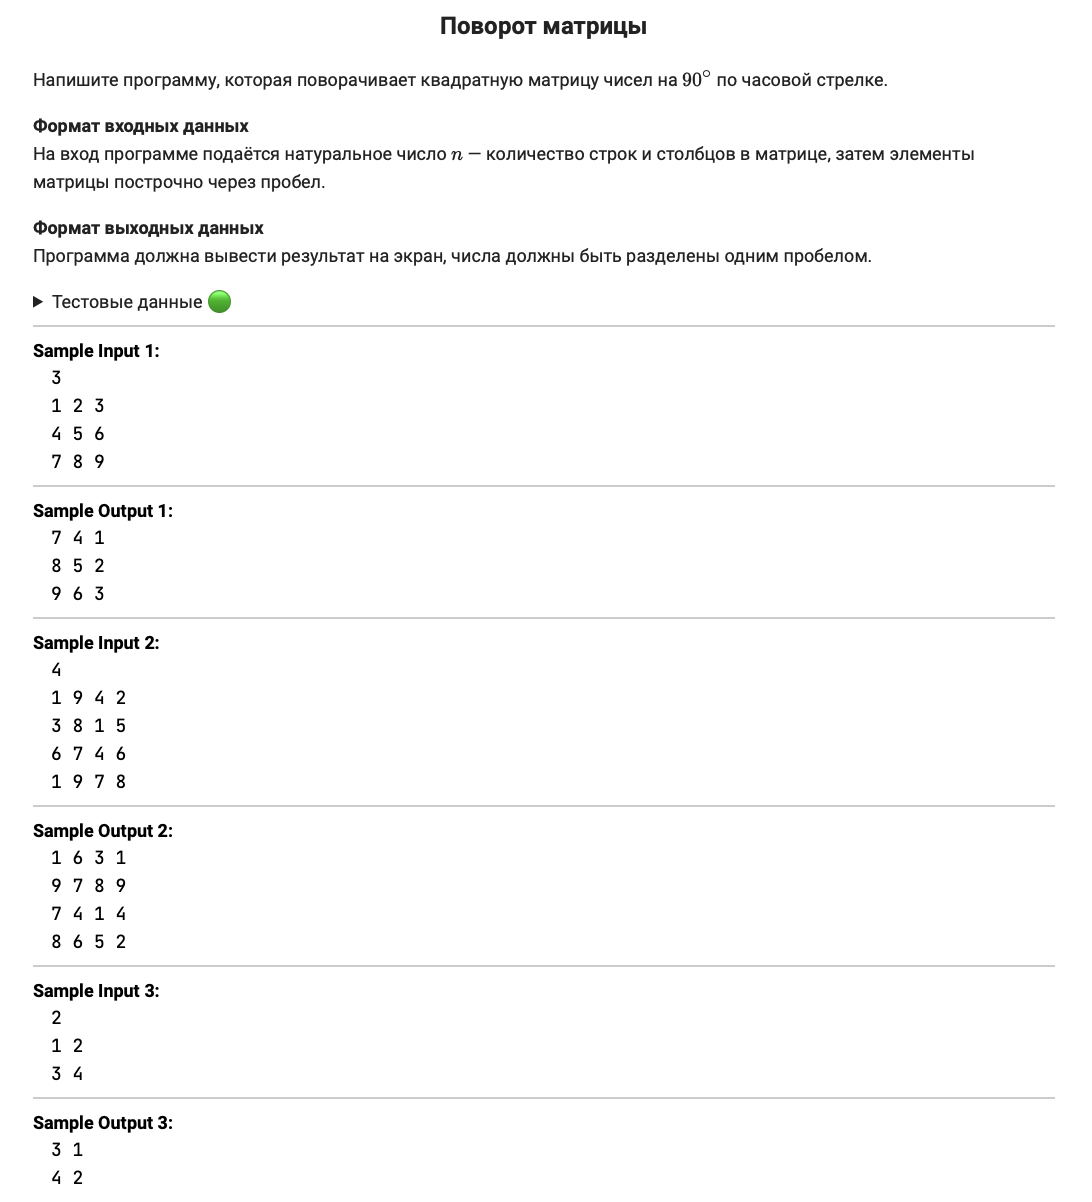 Поворот матрицы
Напишите программу, которая поворачивает квадратную матрицу чисел на 90° по часовой стрелке.
Формат входных данных
На вход программе подаётся натуральное число n — количество строк и столбцов в матрице, затем элементы
матрицы построчно через пробел.
Формат выходных данных
Программа должна вывести результат на экран, числа должны быть разделены одним пробелом.
Тестовые данные
Sample Input 1:
3
1 2 3
4 5 6
7 8 9
Sample Output 1:
7 4 1
8 5 2
9 6 3
Sample Input 2:
4
1 9 4 2
3 8 1 5
6 7 4 6
1 9 7 8
Sample Output 2:
1 6 3 1
9 7 8 9
7 4 1 4
8 6 5 2
Sample Input 3:
2
1 2
3 4
Sample Output 3:
3 1
4 2